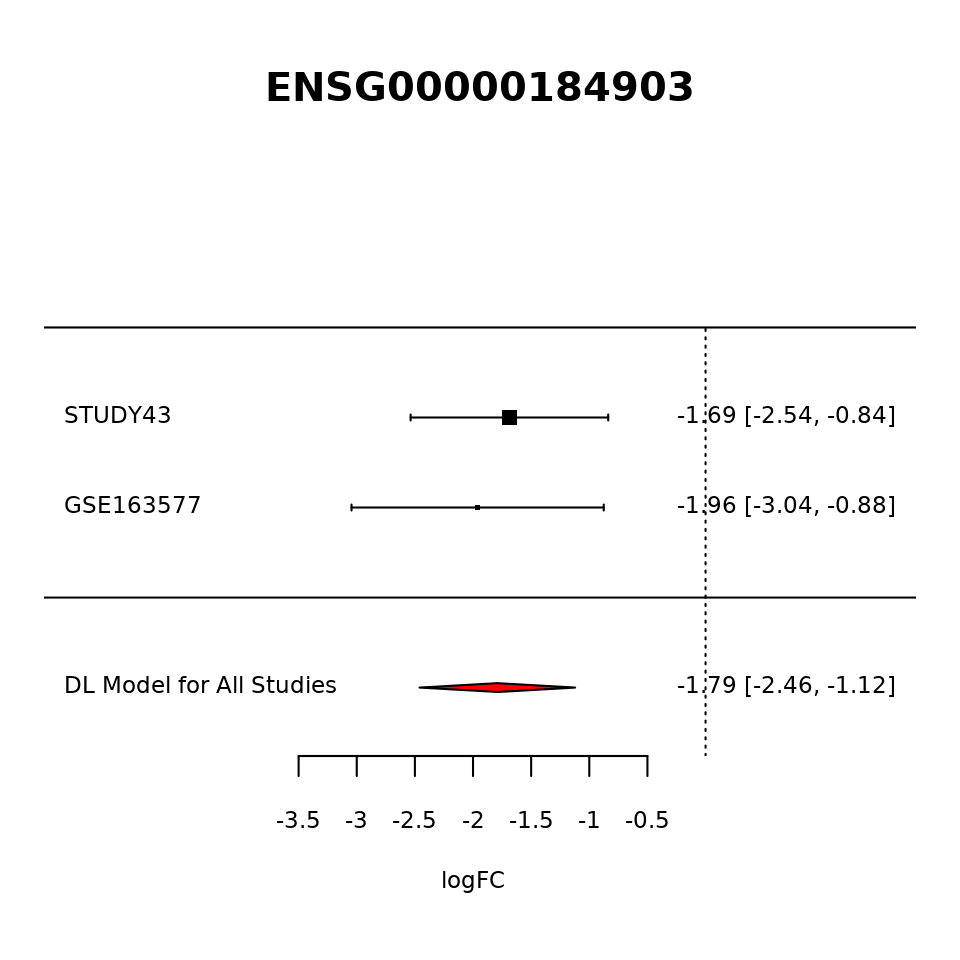 ENSG00000184903
STUDY43 -1.69 [-2.54, -0.84]
GSE163577 -1.96 [-3.04, -0.88]
DL Model for All Studies -1.79 [-2.46, -1.12]
-3.5 -3 -2.5 -2 -1.5 -1 -0.5
logFC